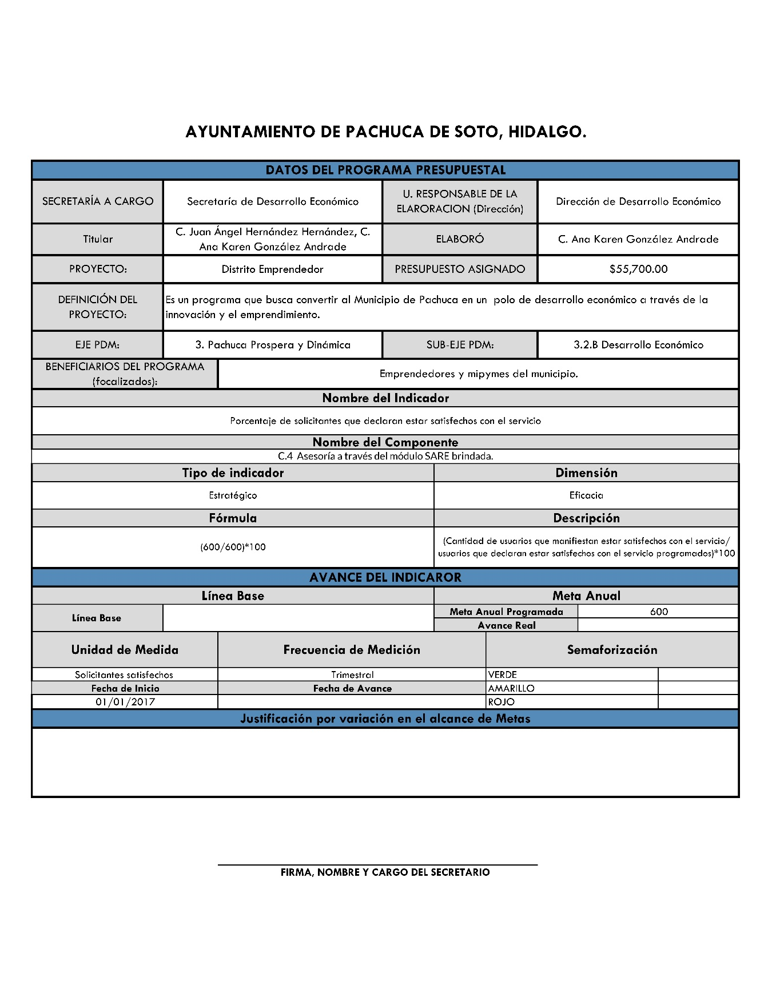 AYUNTAMIENTO DE PACHUCA DE SOTO, HIDALGO.
DATOS DEL PROGRAMA PRESUPUESTAL
SECRETARÍA A CARGO
Secretaría de Desarrollo Económico
U. RESPONSABLE DE LA
ELARORACION (Dirección)
Dirección de Desarrollo Económico
Titular
C. Juan Ángel Hernández Hernández, C.
Ana Karen González Andrade
ELABORÓ
C. Ana Karen González Andrade
PROYECTO:
Distrito Emprendedor
PRESUPUESTO ASIGNADO
$55,700.00
DEFINICIÓN DEL
PROYECTO:
Es un programa que busca convertir al Municipio de Pachuca en un polo de desarrollo económico a través de la
innovación y el emprendimiento.
EJE PDM:
3. Pachuca Prospera y Dinámica
SUB-EJE PDM:
3.2.B Desarrollo Económico
BENEFICIARIOS DEL PROGRAMA
(focalizados):
Emprendedores y mipymes del municipio.
Nombre del Indicador
Porcentaje de solicitantes que declaran estar satisfechos con el servicio
Nombre del Componente
C.4 Asesoría a través del módulo SARE brindada.
Tipo de indicador
Dimensión
Estratégico
Eficacia
Fórmula
Descripción
(600/600)*100
(Cantidad de usuarios que manifiestan estar satisfechos con el servicio/
usuarios que declaran estar satisfechos con el servicio programados)*100
AVANCE DEL INDICAROR
Línea Base
Meta Anual
Línea Base
Meta Anual Programada
600
Avance Real
Unidad de Medida
Frecuencia de Medición
Semaforización
Solicitantes satisfechos
Trimestral
VERDE
Fecha de Inicio
Fecha de Avance
AMARILLO
01/01/2017
ROJO
Justificación por variación en el alcance de Metas
FIRMA, NOMBRE Y CARGO DEL SECRETARIO